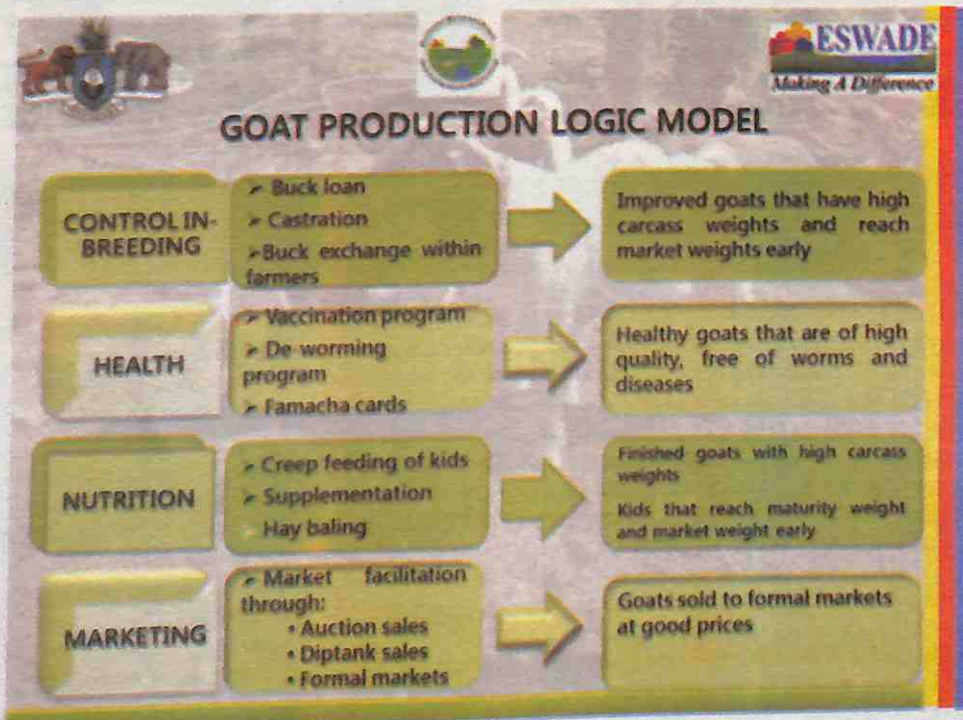 ESWADE
Making A Difference
GOAT PRODUCTION LOGIC MODEL
CONTROL IN-
BREEDING
➢ Buck loan
➢ Castration
➢Buck exchange within
farmers
Improved goats that have high
carcass weights and reach
market weights early
HEALTH
➢ Vaccination program
➢ De worming
program
➢ Famacha cards
Healthy goats that are of high
quality, free of worms and
diseases
NUTRITION
➢ Creep feeding of kids
➢ Supplementation
Hay baling
Finished goats with high carcass
weights
Kids that reach maturity weight
and market weight early
MARKETING
➢ Market facilitation
through:
• Auction sales
• Diptank sales
• Formal markets
Goats sold to formal markets
at good prices